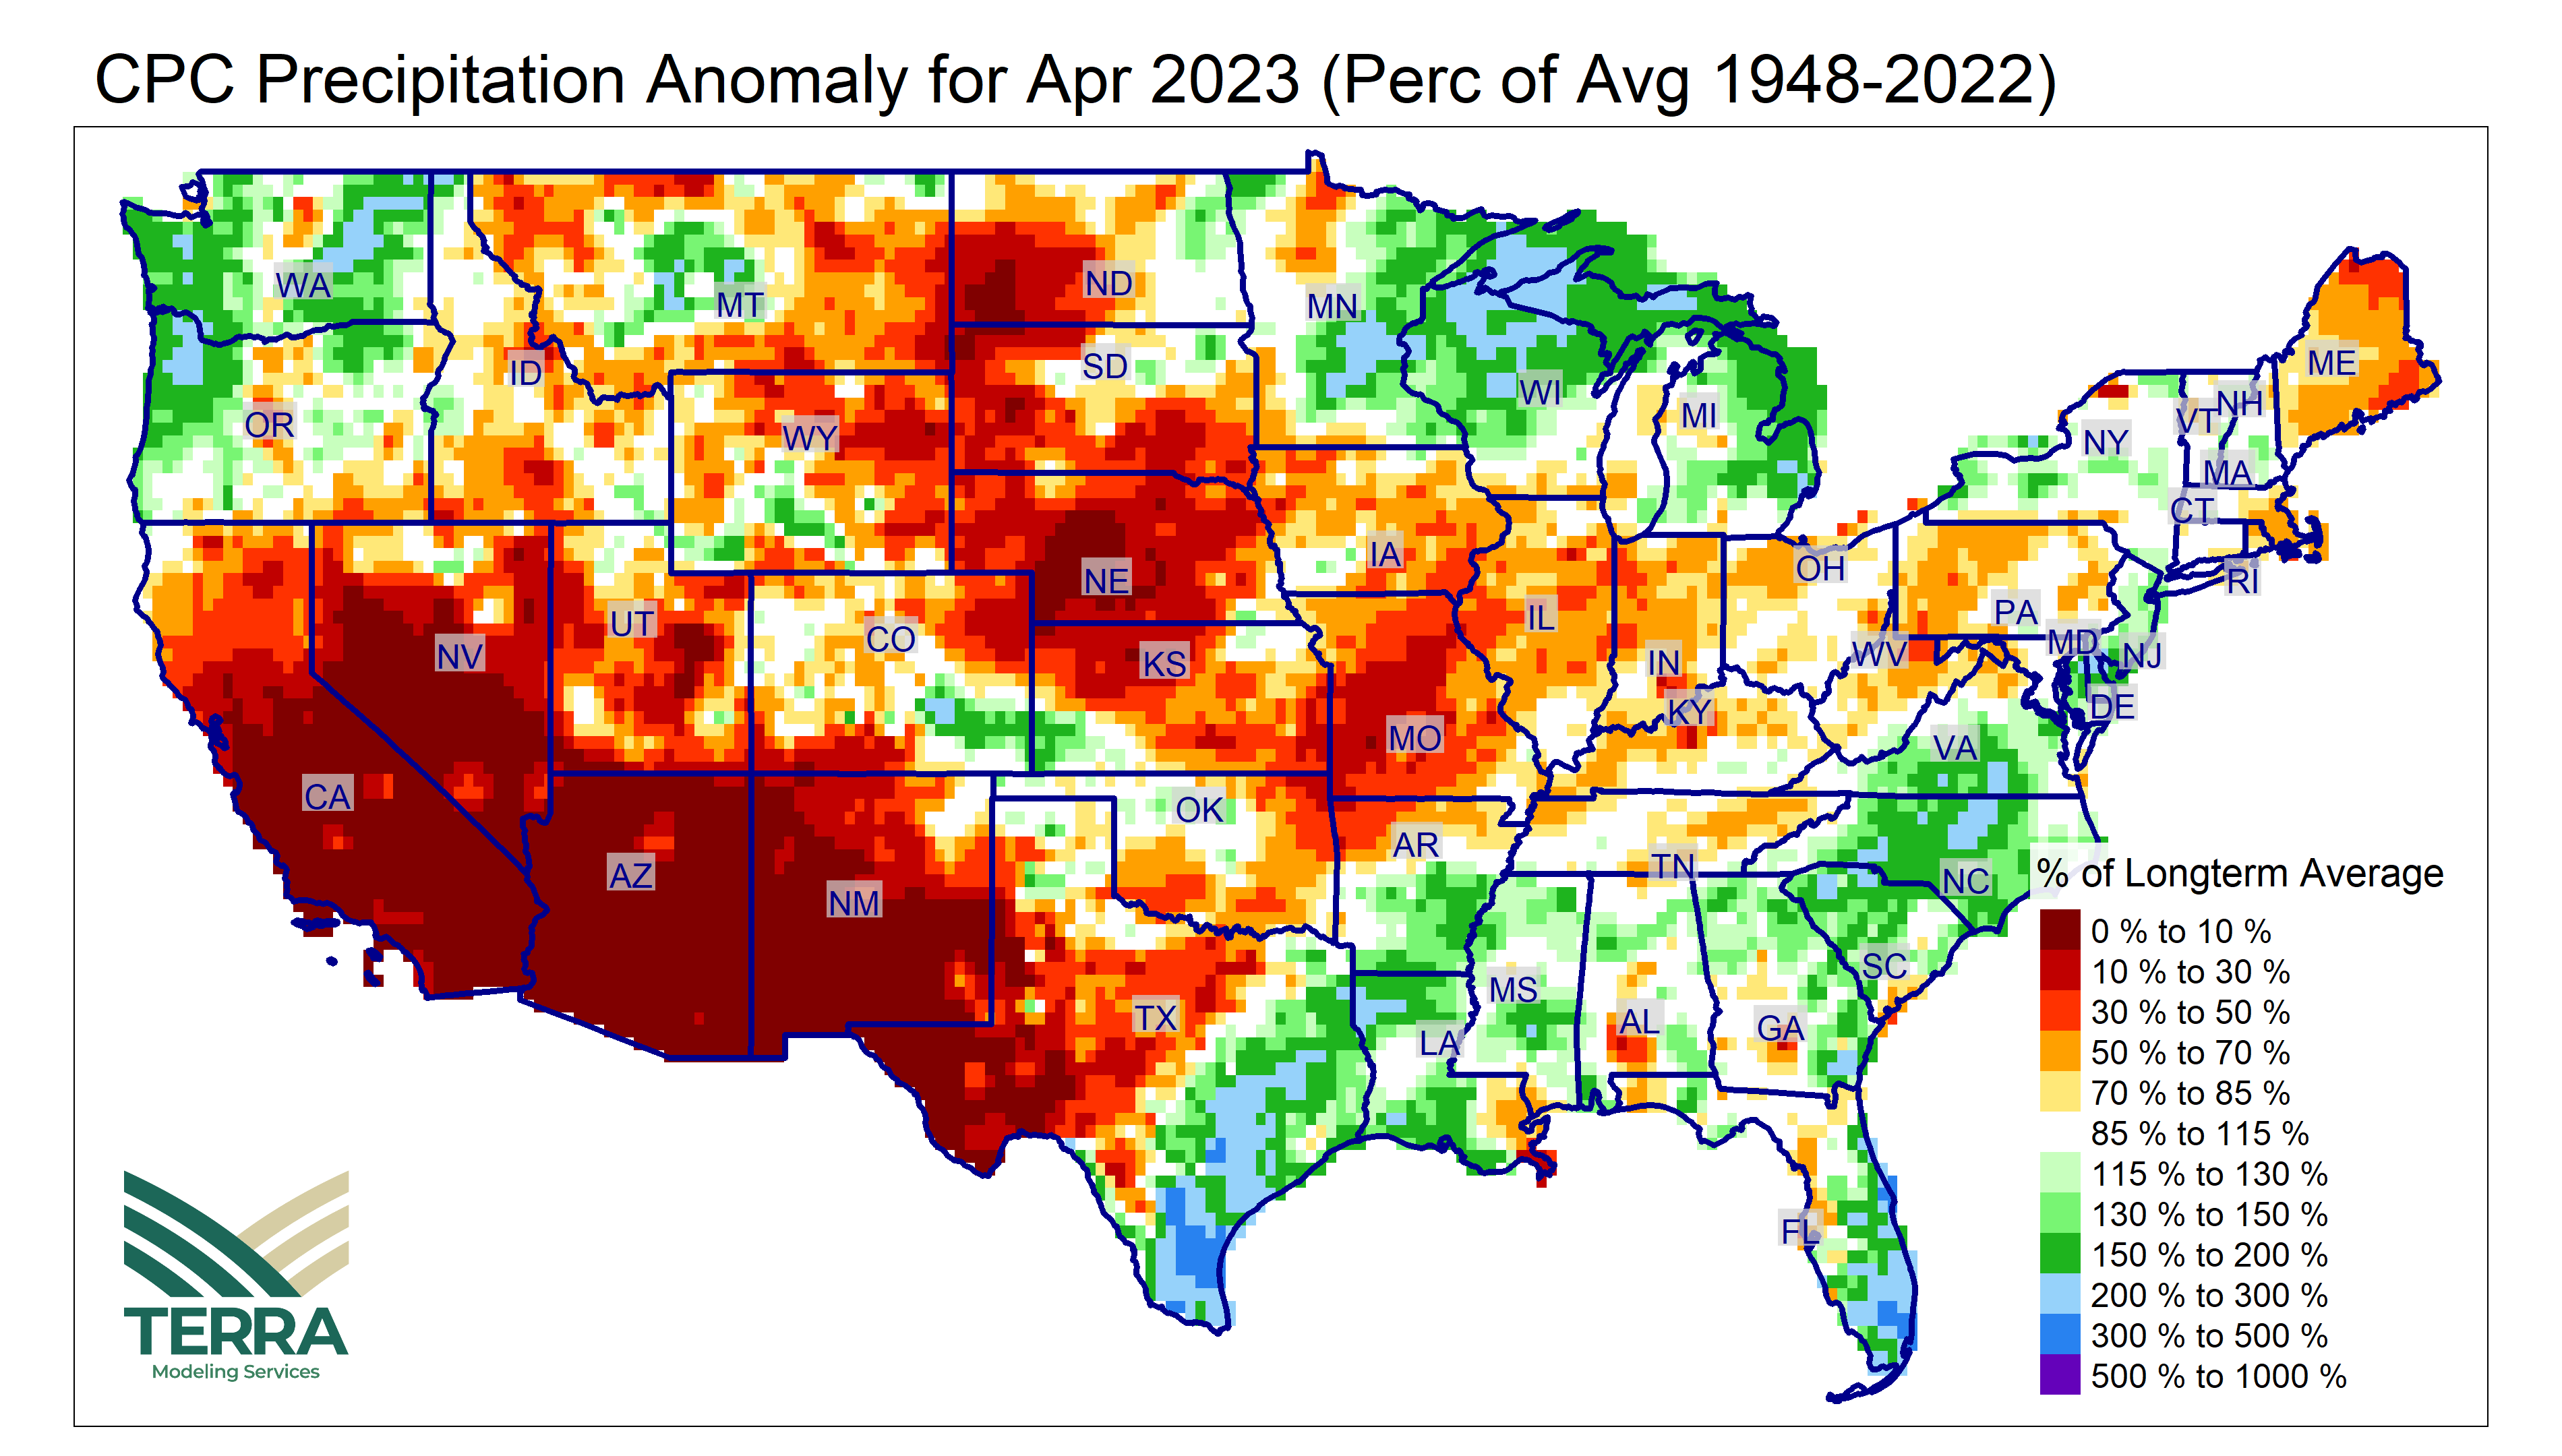 CPC Precipitation Anomaly for Apr 2023 (Perc of Avg 1948-2022)
WA
MT
ND
MN
OR
ID
WY
SD
WI
MI
NY
VT
NH
ME
MA
CT
RI
NV
UT
CO
NE
IA
IL
IN
OH
PA
MD
NJ
DE
WV
KY
VA
CA
AZ
NM
KS
MO
OK
AR
TN
NC
SC
TX
LA
MS
AL
GA
FL
% of Longterm Average
0 % to 10 %
10 % to 30 %
30 % to 50 %
50 % to 70 %
70 % to 85 %
85 % to 115 %
115 % to 130 %
130 % to 150 %
150 % to 200 %
200 % to 300 %
300 % to 500 %
500 % to 1000 %
TERRA
Modeling Services